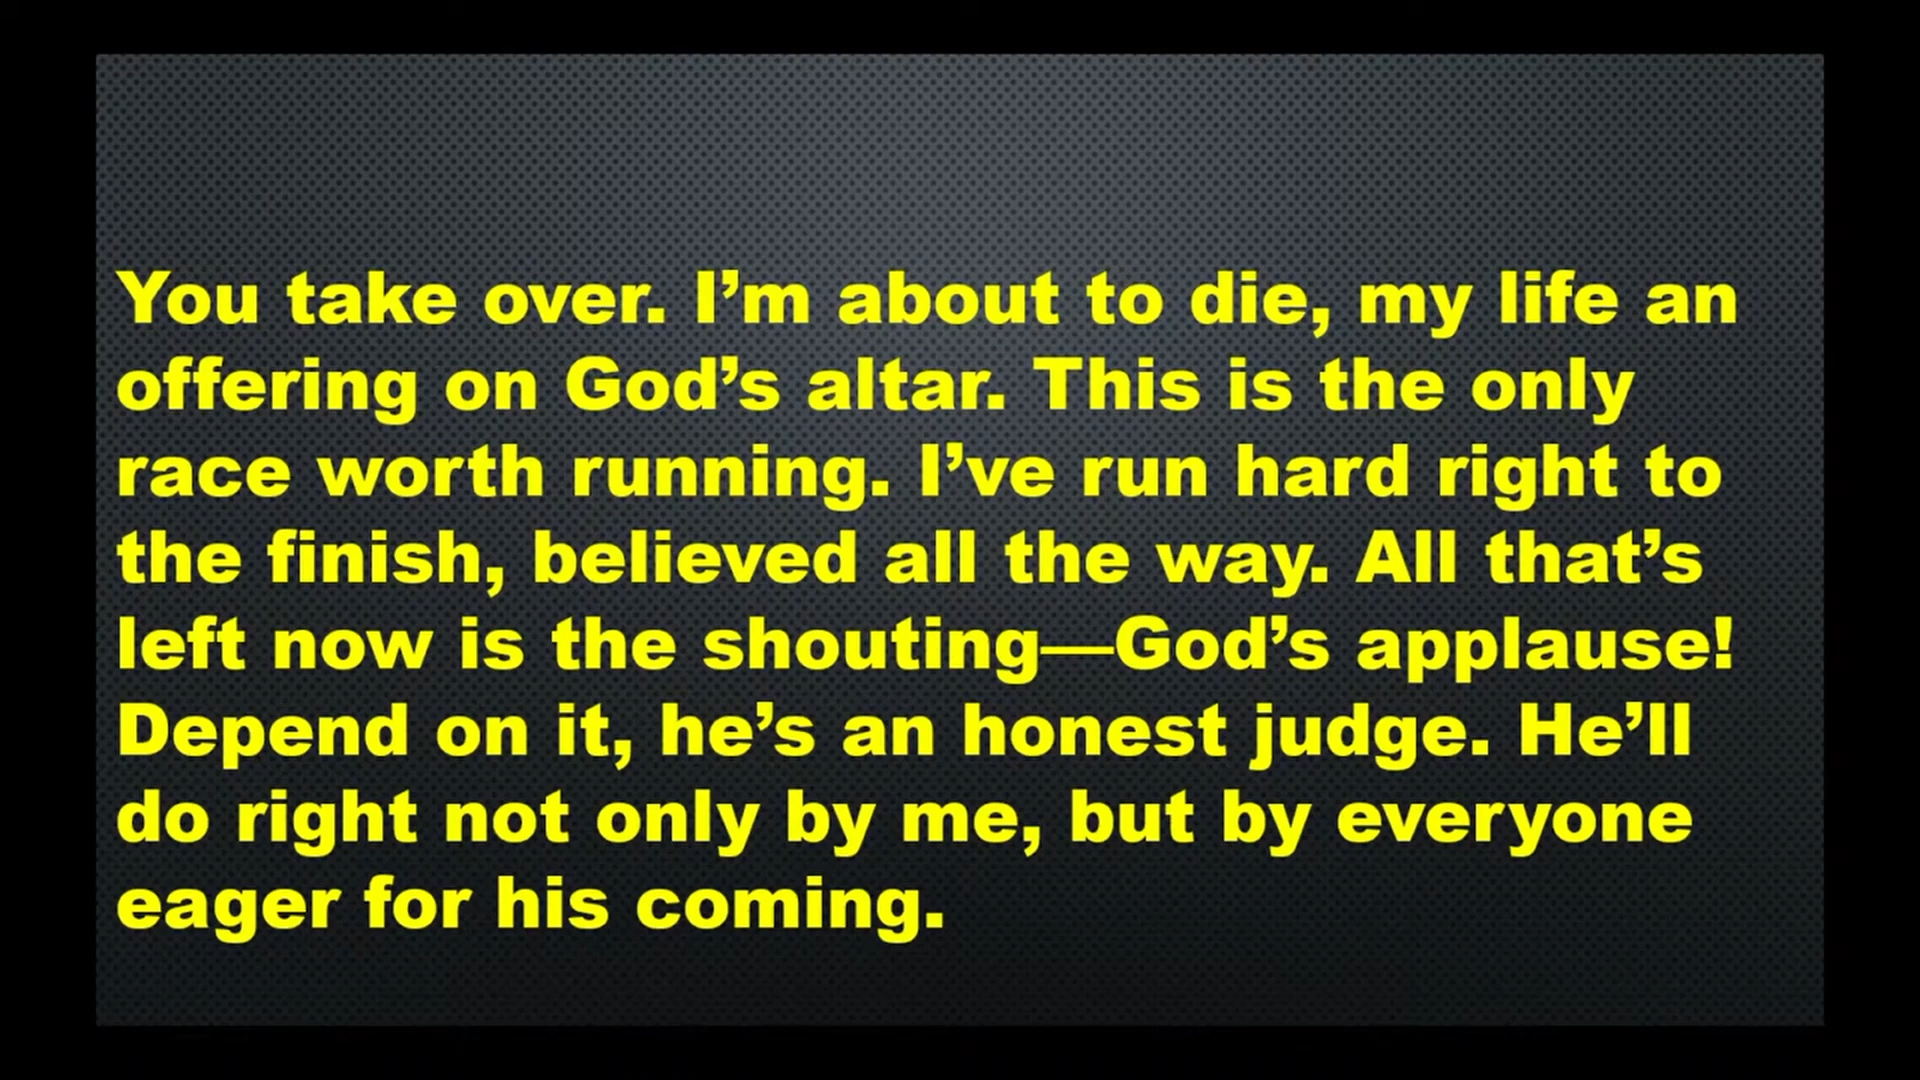 You take over. I’m about to die, my life an
offering on God’s altar. This is the only
race worth running. I’ve run hard right to
the finish, believed all the way. All that’s
left now is the shouting—God’s applause!
Depend on it, he’s an honest judge. He’ll
do right not only by me, but by everyone
eager for his coming.